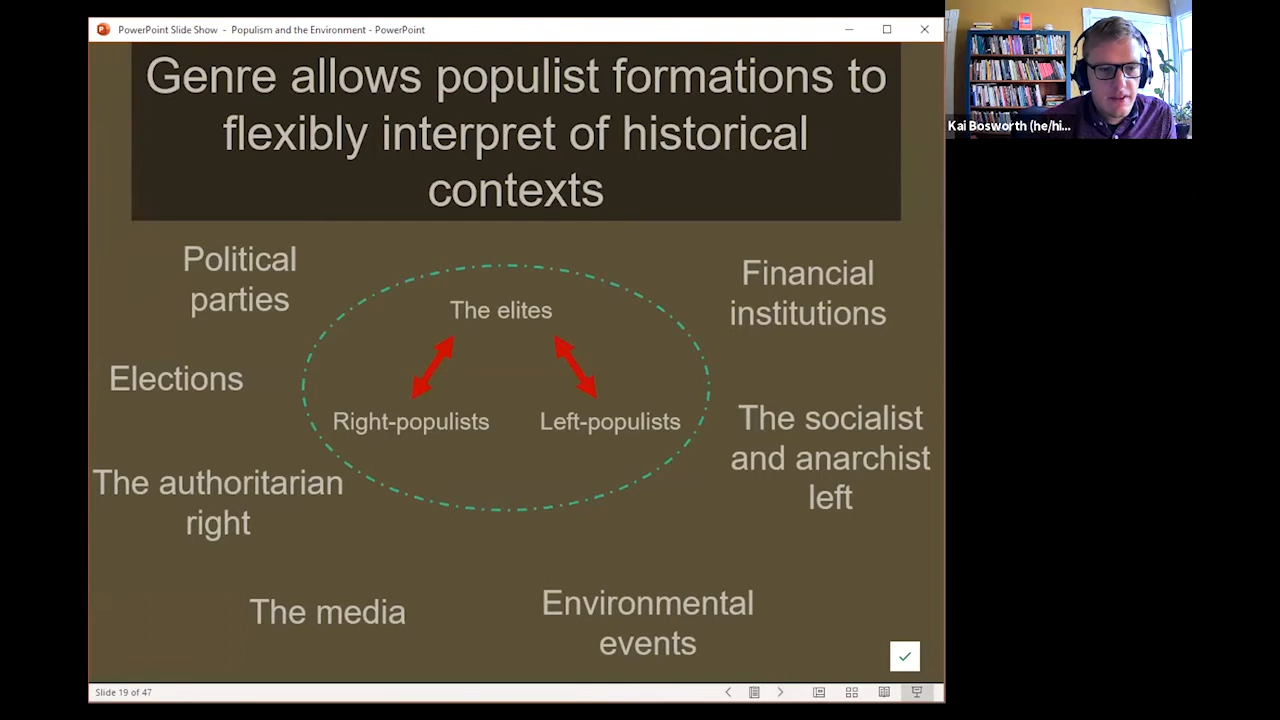 PowerPoint Slide Show - Populism and the Environment - PowerPoint
Genre allows populist formations to
flexibly interpret of historical
contexts
Kai Bosworth (he/hi...
Political
parties
Financial
institutions
The elites
Elections
Right-populists
Left-populists
The socialist
and anarchist
left
The authoritarian
right
The media
Environmental
events
Slide 19 of 47